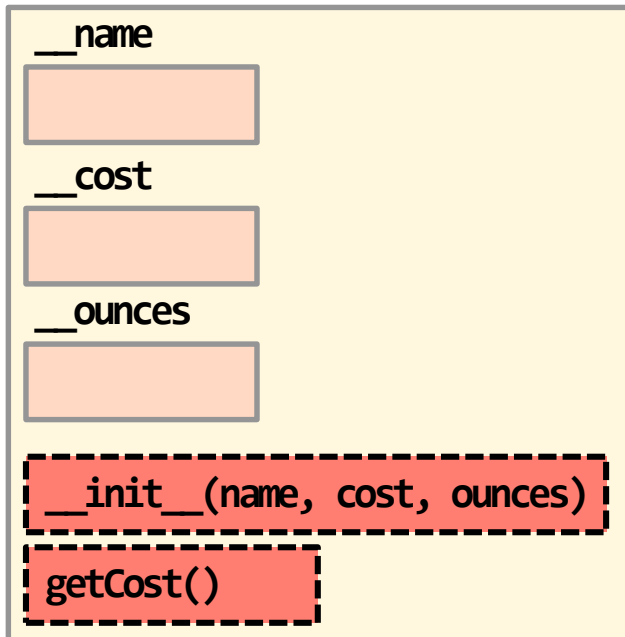 __name
__cost
__ounces
__init__(name, cost, ounces)
getCost()